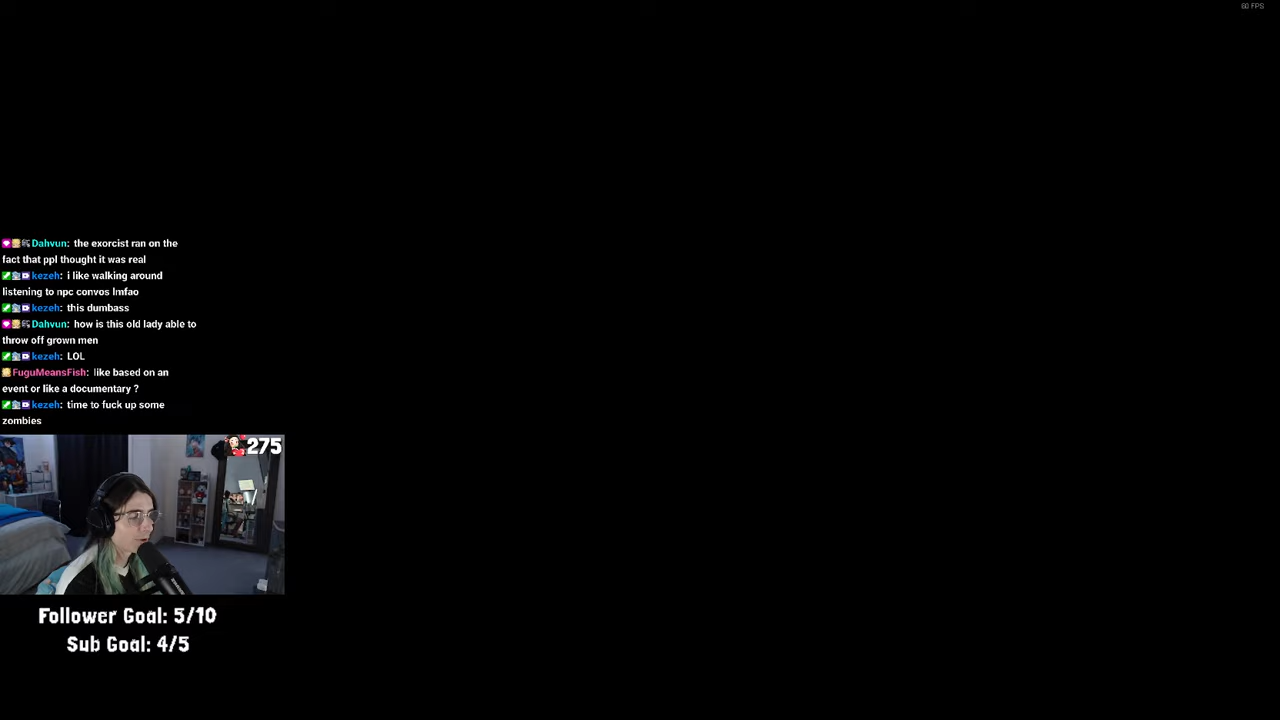 60 FPS
Dahvun: the exorcist ran on the
fact that ppl thought it was real
kezeh: i like walking around
listening to npc convos lmfao
kezeh: this dumbass
Dahvun: how is this old lady able to
throw off grown men
kezeh: LOL
FuguMeansFish: like based on an
event or like a documentary ?
kezeh: time to fuck up some
zombies
275
Follower Goal: 5/10
Sub Goal: 4/5